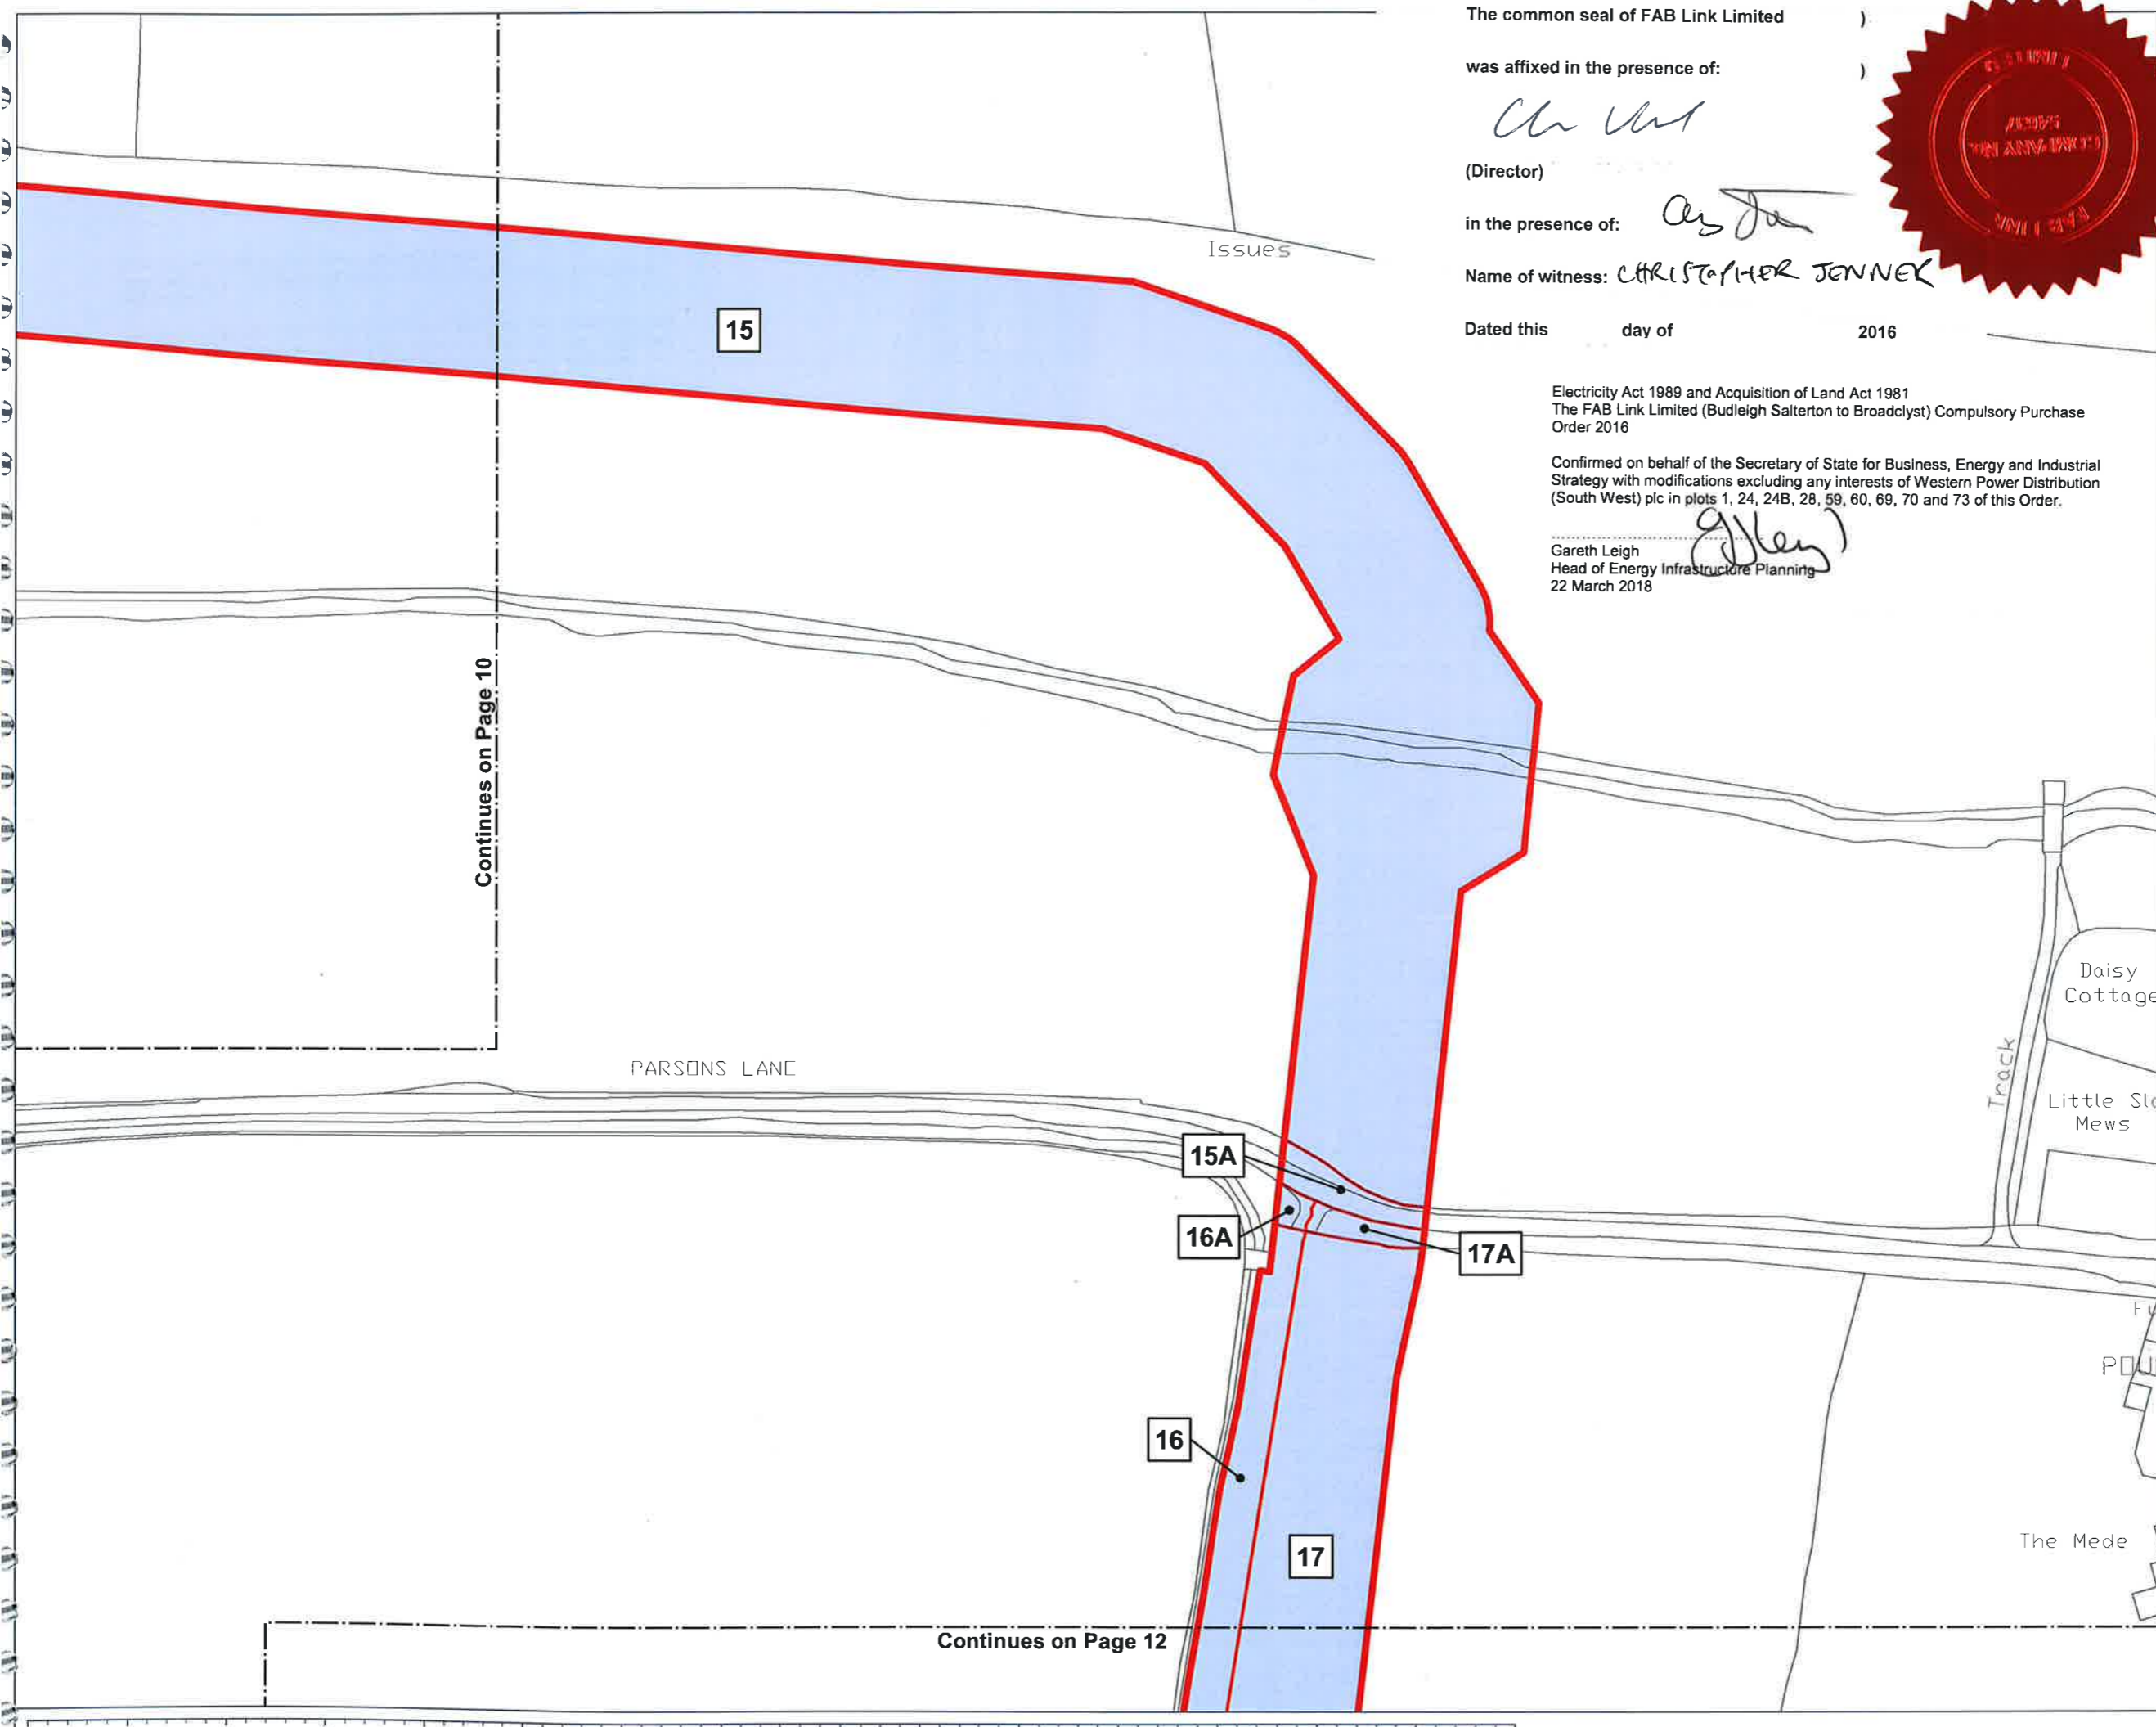 The common seal of FAB Link Limited )
was affixed in the presence of: )
(Director)
in the presence of:
Name of witness: CHRISTOPHER JENNER
Dated this day of 2016
LIMITED
COMPANY NO.
FAB LINK
Electricity Act 1989 and Acquisition of Land Act 1981
The FAB Link Limited (Budleigh Salterton to Broadclyst) Compulsory Purchase
Order 2016
Confirmed on behalf of the Secretary of State for Business, Energy and Industrial
Strategy with modifications excluding any interests of Western Power Distribution
(South West) plc in plots 1, 24, 24B, 28, 59, 60, 69, 70 and 73 of this Order.
Gareth Leigh
Head of Energy Infrastructure Planning
22 March 2018
Issues
15
Continues on Page 10
Daisy
Cottage
PARSONS LANE
Track
Little
Mews
15A
16A
17A
16
17
The Mede
Continues on Page 12